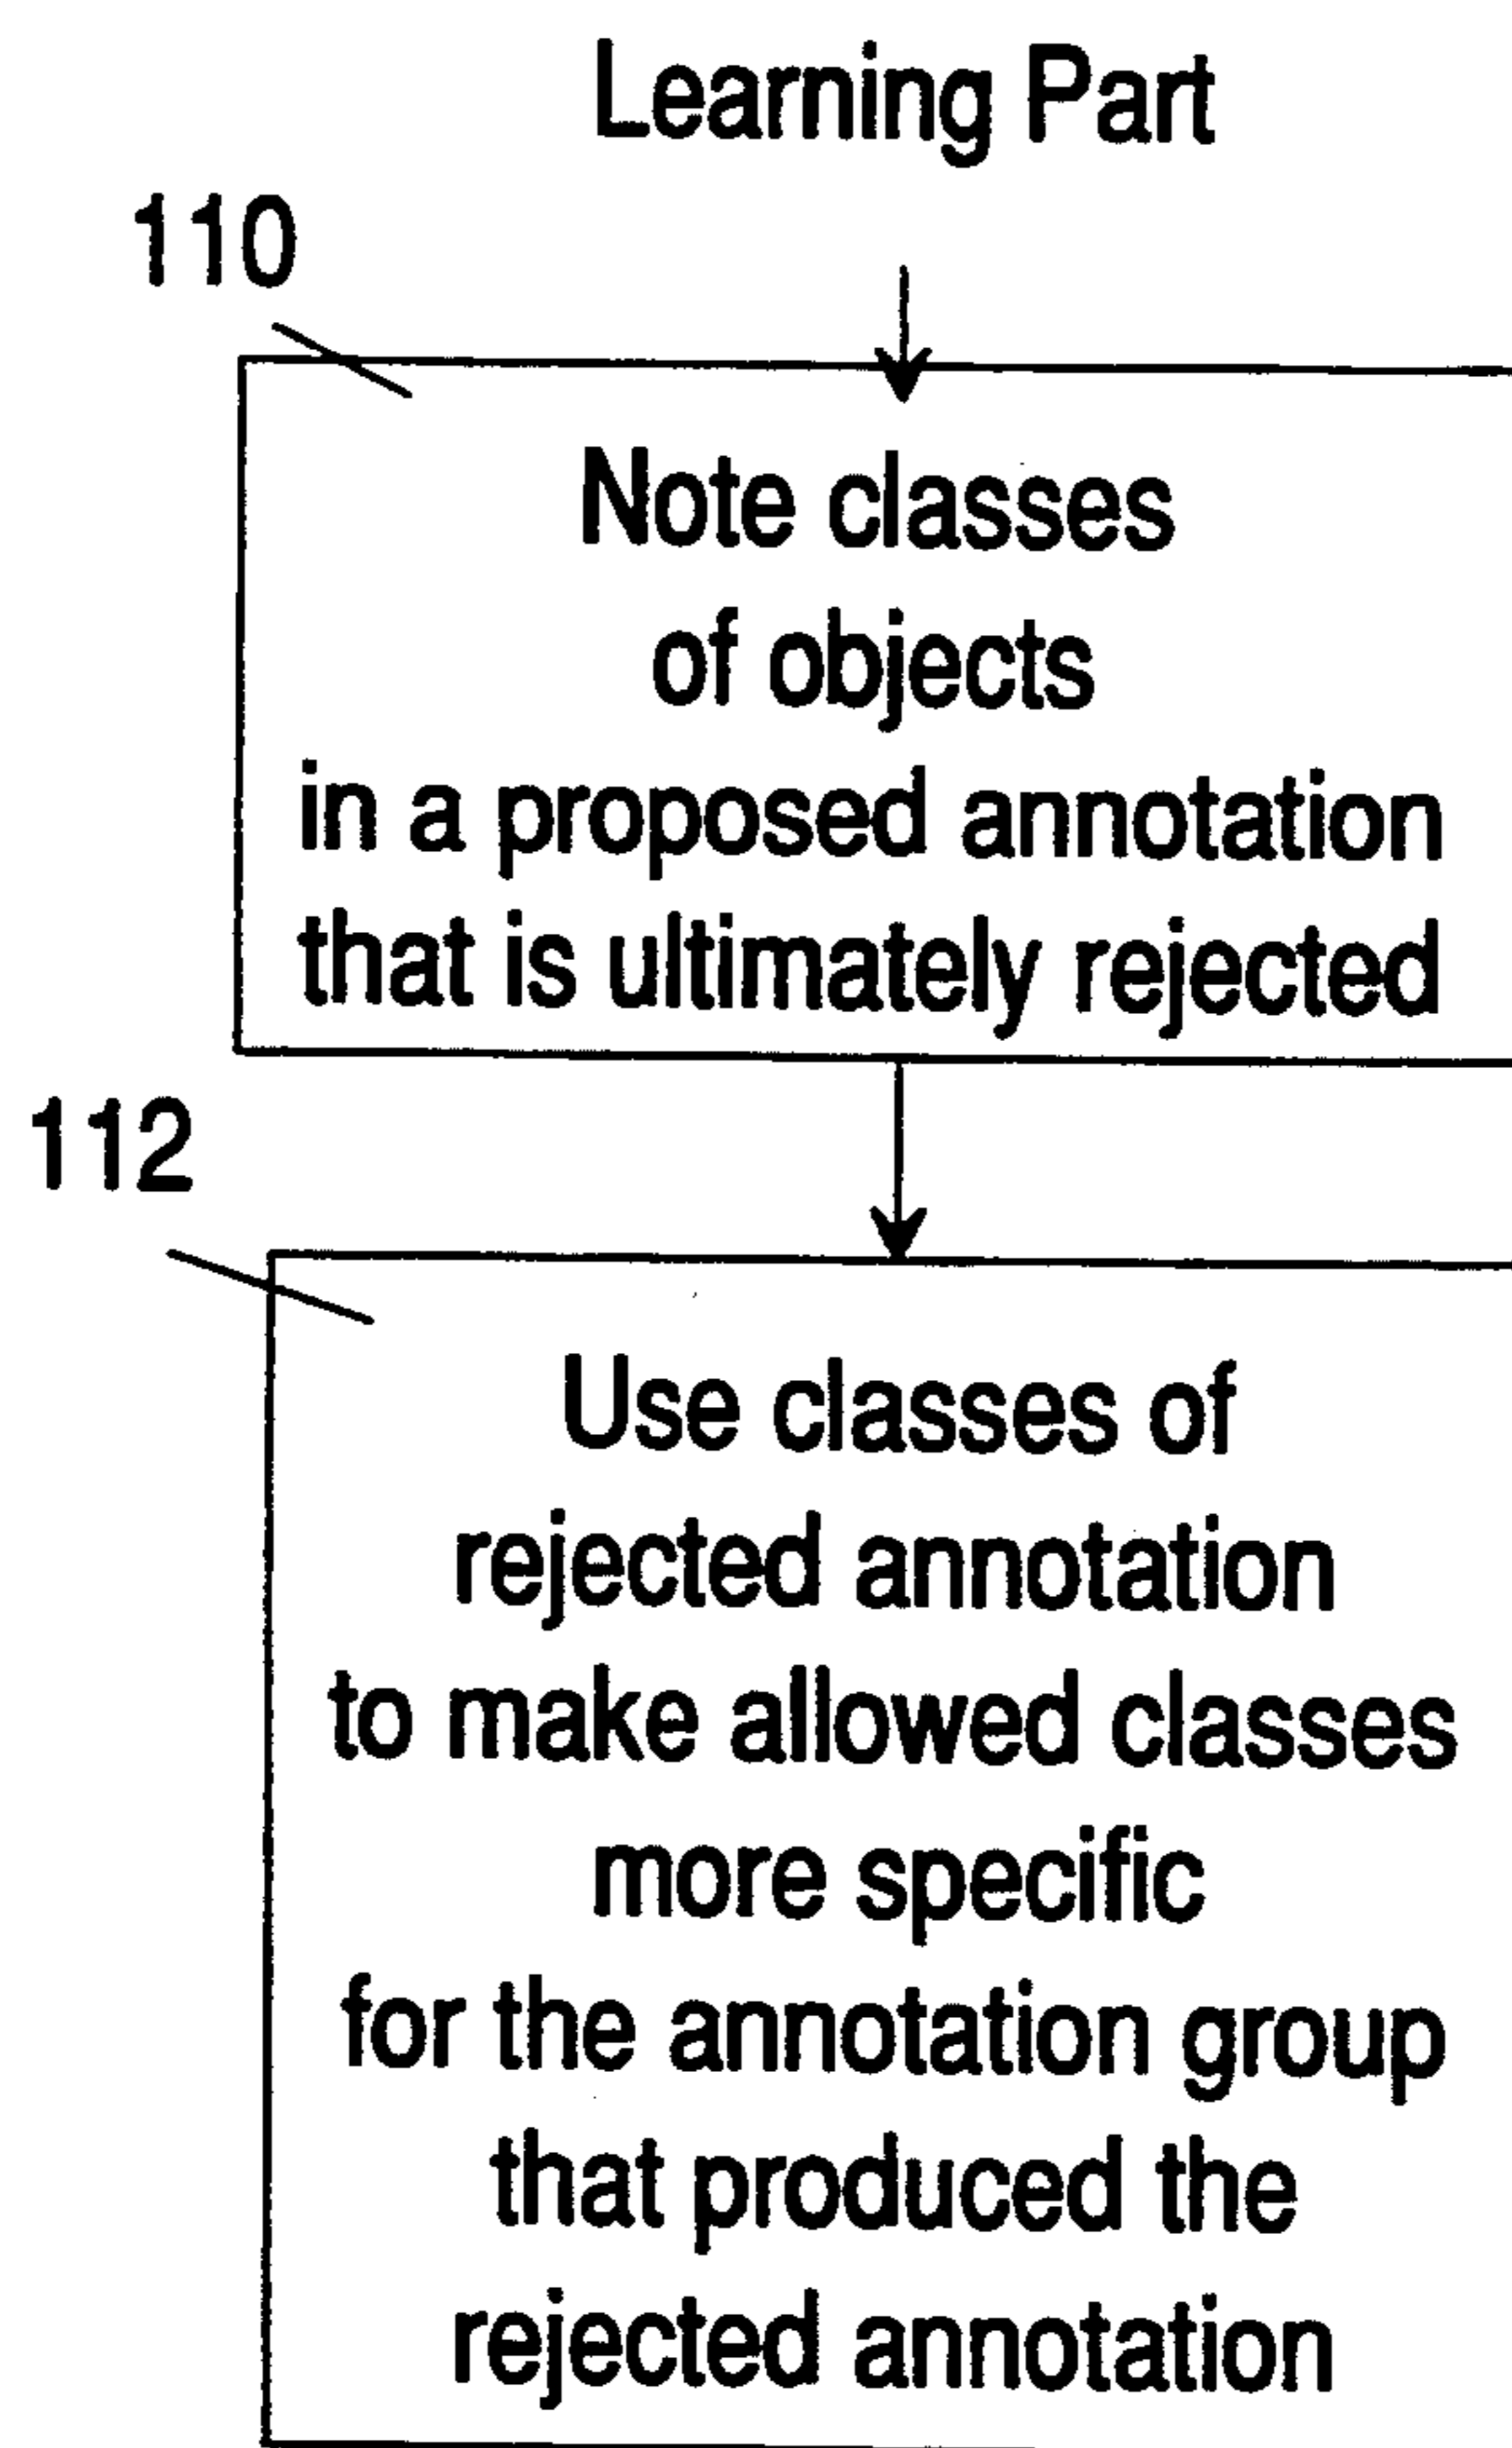 Learning Part
110
Note classes
of objects
in a proposed annotation
that is ultimately rejected
112
Use classes of
rejected annotation
to make allowed classes
more specific
for the annotation group
that produced the
rejected annotation